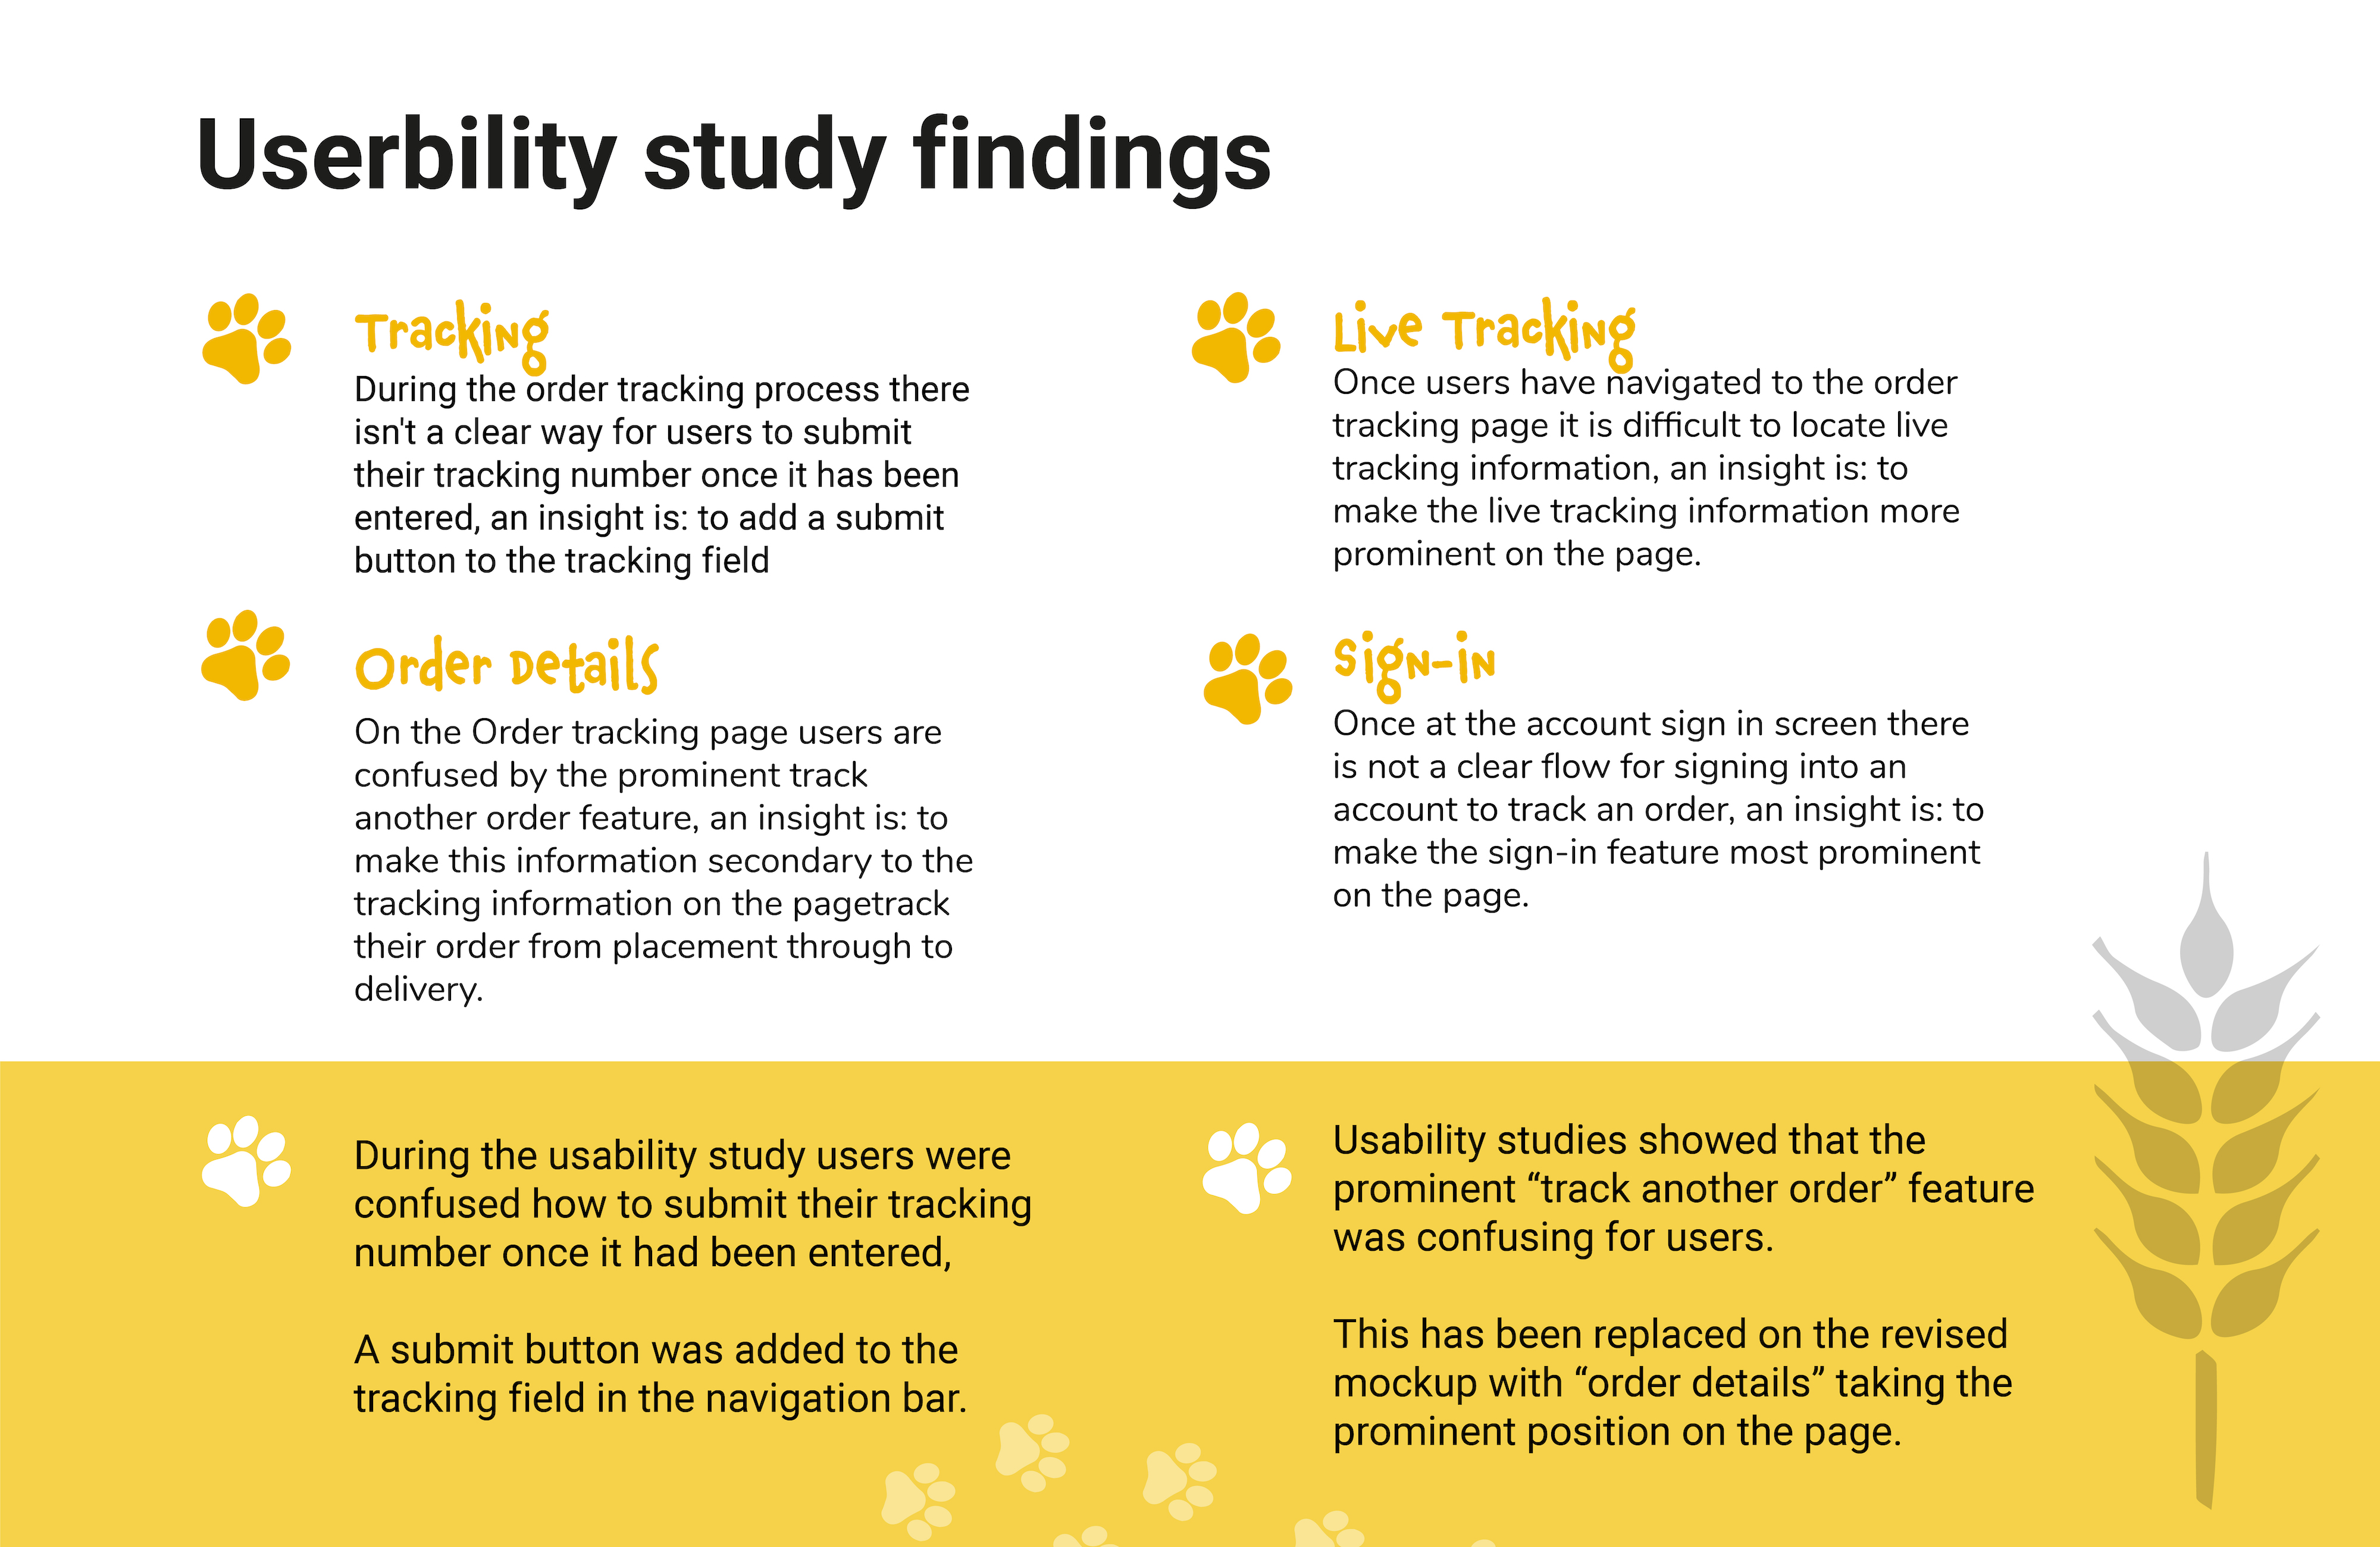 Userbility study findings
Tracking
During the order tracking process there
isn't a clear way for users to submit
their tracking number once it has been
entered, an insight is: to add a submit
button to the tracking field
Live Tracking
Once users have navigated to the order
tracking page it is difficult to locate live
tracking information, an insight is: to
make the live tracking information more
prominent on the page.
Order Details
On the Order tracking page users are
confused by the prominent track
another order feature, an insight is: to
make this information secondary to the
tracking information on the pagetrack
their order from placement through to
delivery.
Sign-in
Once at the account sign in screen there
is not a clear flow for signing into an
account to track an order, an insight is: to
make the sign-in feature most prominent
on the page.
During the usability study users were
confused how to submit their tracking
number once it had been entered,
A submit button was added to the
tracking field in the navigation bar.
Usability studies showed that the
prominent “track another order” feature
was confusing for users.
This has been replaced on the revised
mockup with “order details” taking the
prominent position on the page.